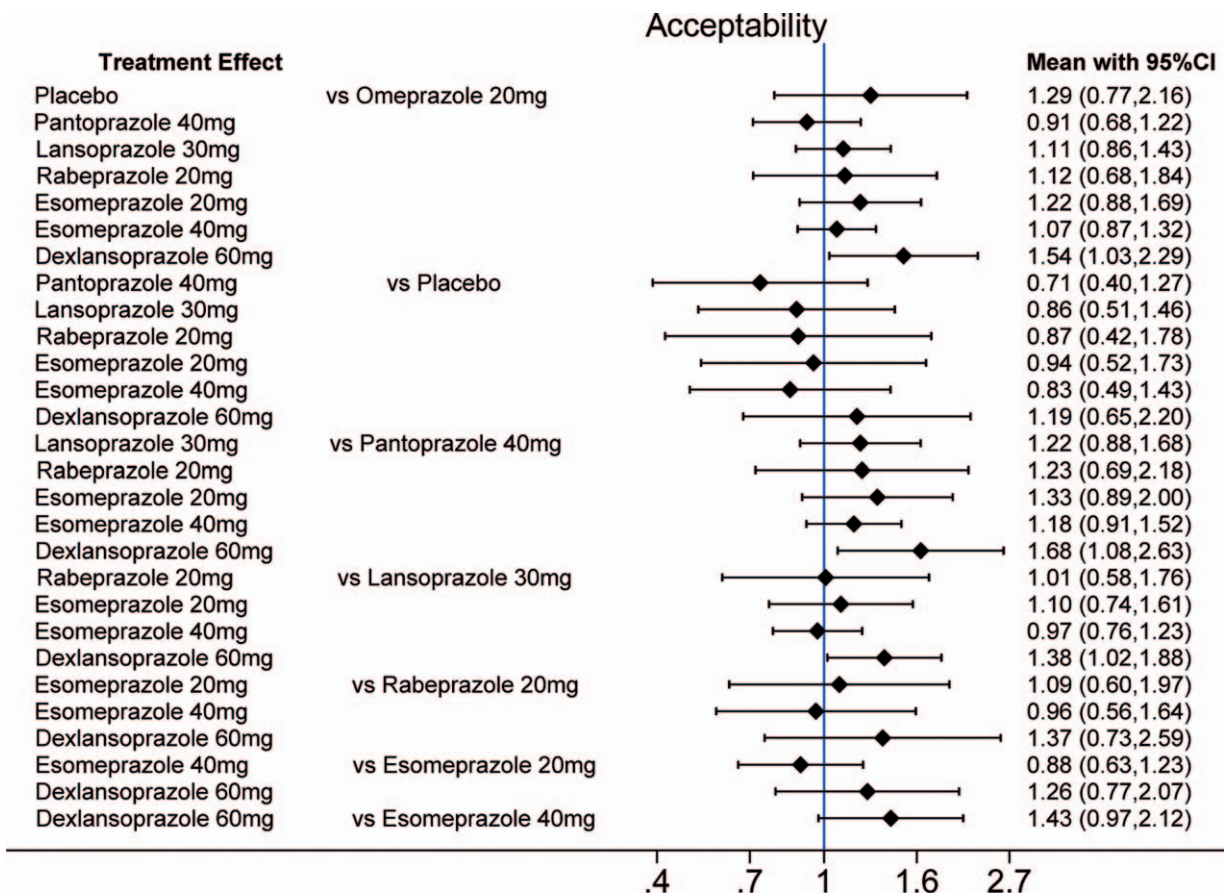 Acceptability
Treatment Effect Mean with 95%CI
Placebo vs Omeprazole 20mg 1.29 (0.77,2.16)
Pantoprazole 40mg 0.91 (0.68,1.22)
Lansoprazole 30mg 1.11 (0.86,1.43)
Rabeprazole 20mg 1.12 (0.68,1.84)
Esomeprazole 20mg 1.22 (0.88,1.69)
Esomeprazole 40mg 1.07 (0.87,1.32)
Dexlansoprazole 60mg 1.54 (1.03,2.29)
Pantoprazole 40mg vs Placebo 0.71 (0.40,1.27)
Lansoprazole 30mg 0.86 (0.51,1.46)
Rabeprazole 20mg 0.87 (0.42,1.78)
Esomeprazole 20mg 0.94 (0.52,1.73)
Esomeprazole 40mg 0.83 (0.49,1.43)
Dexlansoprazole 60mg 1.19 (0.65,2.20)
Lansoprazole 30mg vs Pantoprazole 40mg 1.22 (0.88,1.68)
Rabeprazole 20mg 1.23 (0.69,2.18)
Esomeprazole 20mg 1.33 (0.89,2.00)
Esomeprazole 40mg 1.18 (0.91,1.52)
Dexlansoprazole 60mg 1.68 (1.08,2.63)
Rabeprazole 20mg vs Lansoprazole 30mg 1.01 (0.58,1.76)
Esomeprazole 20mg 1.10 (0.74,1.61)
Esomeprazole 40mg 0.97 (0.76,1.23)
Dexlansoprazole 60mg 1.38 (1.02,1.88)
Esomeprazole 20mg vs Rabeprazole 20mg 1.09 (0.60,1.97)
Esomeprazole 40mg 0.96 (0.56,1.64)
Dexlansoprazole 60mg 1.37 (0.73,2.59)
Esomeprazole 40mg vs Esomeprazole 20mg 0.88 (0.63,1.23)
Dexlansoprazole 60mg 1.26 (0.77,2.07)
Dexlansoprazole 60mg vs Esomeprazole 40mg 1.43 (0.97,2.12)
.4 .7 1 1.6 2.7